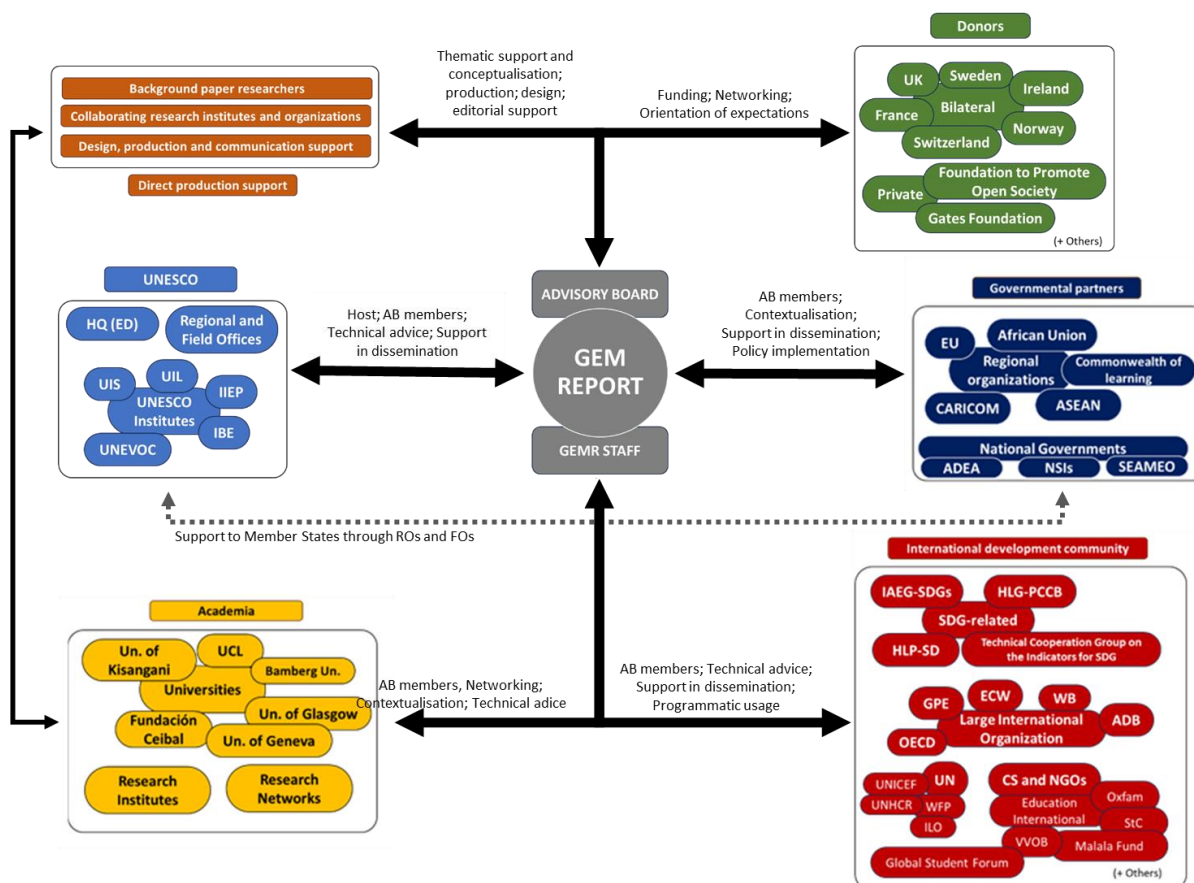 Donors
Thematic support and
conceptualisation;
production; design;
editorial support
Funding; Networking;
Orientation of expectations
Background paper researchers
Collaborating research institutes and organizations
Design, production and communication support
Direct production support
UK
Sweden
Ireland
Bilateral
France
Norway
Switzerland
Foundation to Promote
Open Society
Private
Gates Foundation
(+ Others)
UNESCO
HQ (ED)
Regional and
Field Offices
UIS
UIL
IIEP
UNESCO
Institutes
IBE
UNEVOC
Host; AB members;
Technical advice; Support
in dissemination
ADVISORY BOARD
GEM
REPORT
GEMR STAFF
AB members;
Contextualisation;
Support in dissemination;
Policy implementation
Governmental partners
EU
African Union
Regional
organizations
Commonwealth of
learning
CARICOM
ASEAN
National Governments
ADEA
NSIs
SEAMEO
Support to Member States through ROs and FOs
Academia
Un. of
Kisangani
UCL
Bamberg Un.
Universities
Fundación
Ceibal
Un. of Glasgow
Un. of Geneva
Research
Institutes
Research
Networks
AB members, Networking;
Contextualisation; Technical adice
AB members; Technical advice;
Support in dissemination;
Programmatic usage
International development community
IAEG-SDGs
HLG-PCCB
SDG-related
HLP-SD
Technical Cooperation Group on
the Indicators for SDG
GPE
ECW
WB
ADB
Large International
Organization
OECD
UNICEF
UN
UNHCR
WFP
ILO
CS and NGOs
Education
International
Oxfam
StC
VVOB
Malala Fund
Global Student Forum
(+ Others)